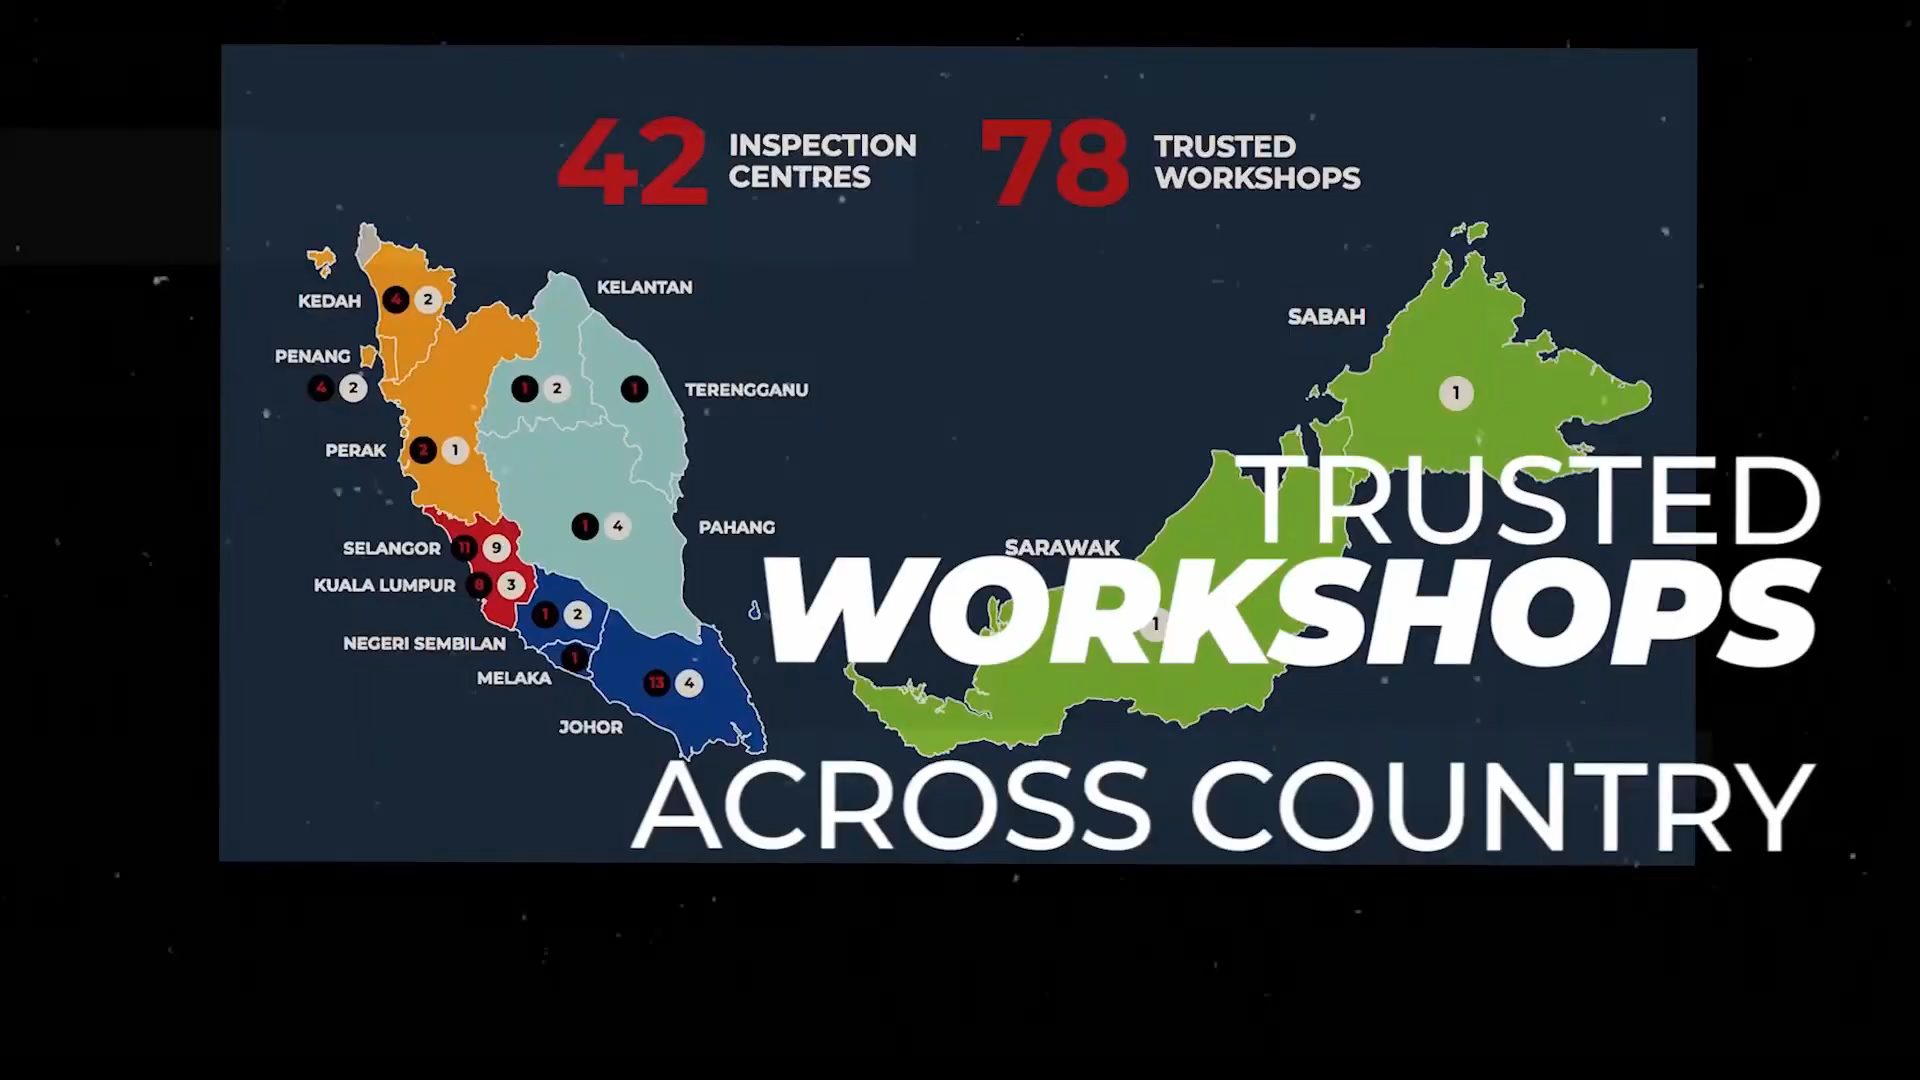 42 INSPECTION CENTRES
78 TRUSTED WORKSHOPS
KELANTAN
KEDAH 4 2
SABAH
PENANG
4 2
1 2
1 TERENGGANU
1
PERAK 2 1
1 4 PAHANG
SELANGOR 11 9
SARAWAK
KUALA LUMPUR 8 3
1 2
1
NEGERI SEMBILAN
MELAKA 1
13 4
JOHOR
TRUSTED
WORKSHOPS
ACROSS COUNTRY